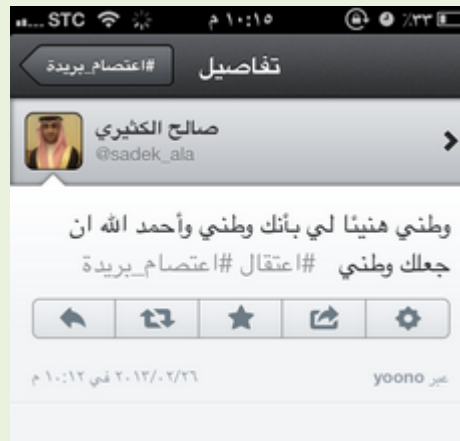 STC ١٠:١٥ م ٪٣٣
#اعتصام_بريدة
تفاصيل
صالح الكثيري
@sadek_ala
وطني هنيئا لي بأنك وطني وأحمد الله ان
جعلك وطني #اعتقال #اعتصام_بريدة
٢٠١٣/٠٢/٢٦ في ١٠:١٢ م
عبر yoono